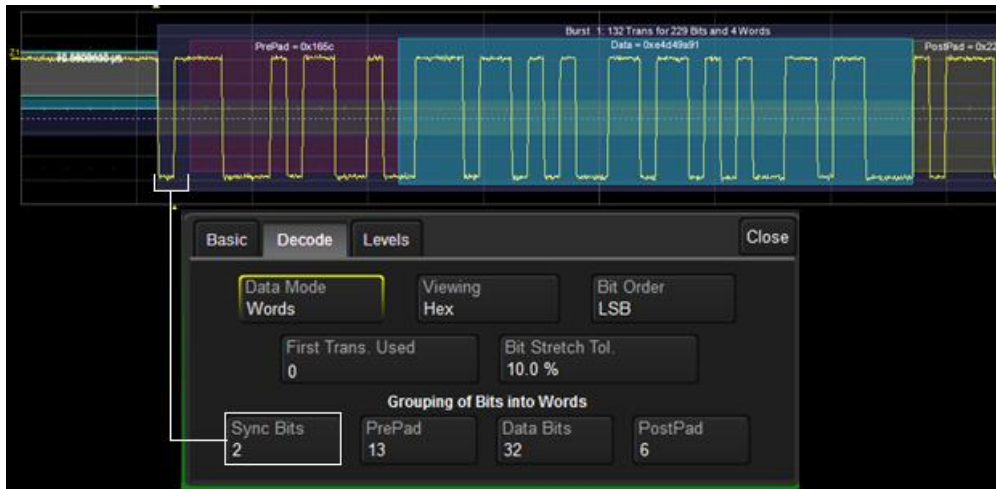 Burst 1: 132 Trans for 229 Bits and 4 Words
PrePad = 0x165c
Data = 0xe4d49a91
PostPad = 0x22
Z1
Basic
Decode
Levels
Close
Data Mode
Words
Viewing
Hex
Bit Order
LSB
First Trans. Used
0
Bit Stretch Tol.
10.0 %
Grouping of Bits into Words
Sync Bits
2
PrePad
13
Data Bits
32
PostPad
6